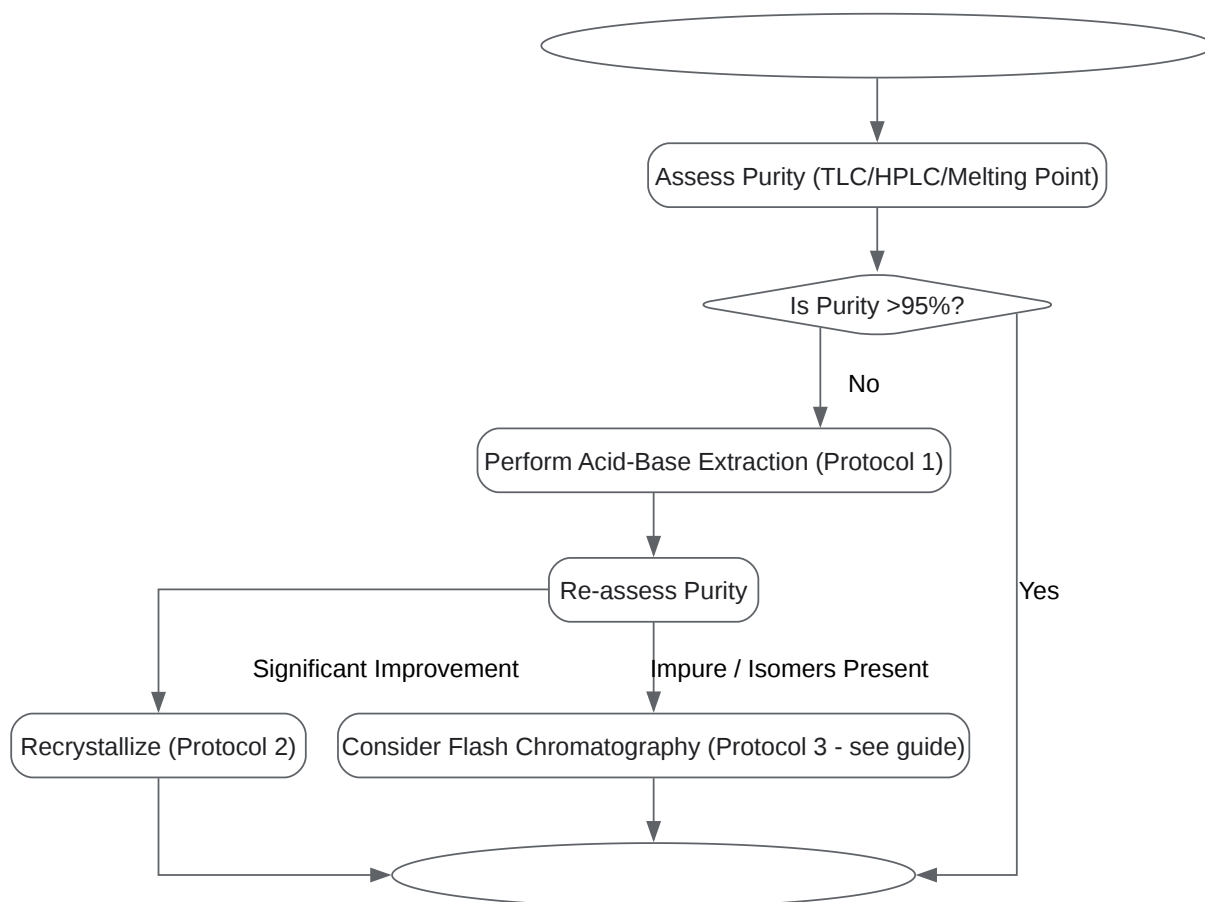 Assess Purity (TLC/HPLC/Melting Point)
Is Purity >95%?
No
Perform Acid-Base Extraction (Protocol 1)
Re-assess Purity
Yes
Significant Improvement
Impure / Isomers Present
Recrystallize (Protocol 2)
Consider Flash Chromatography (Protocol 3 - see guide)